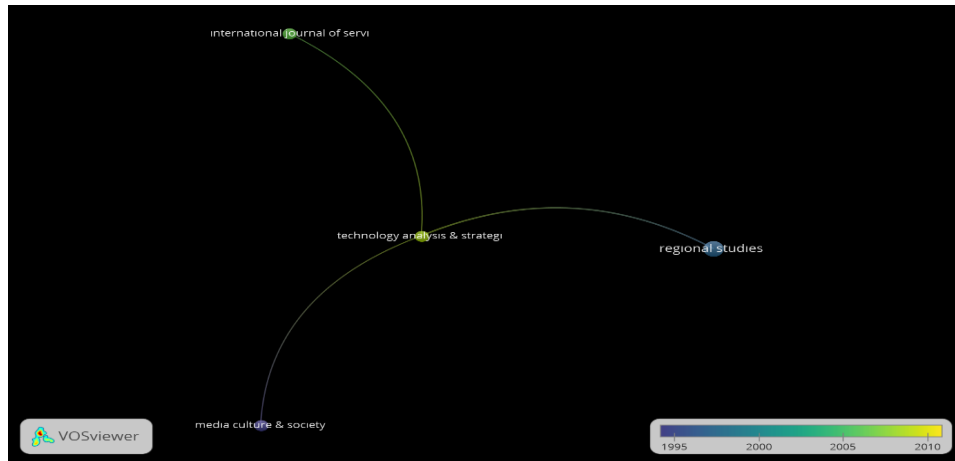 international journal of servi
technology analysis & strategi
regional studies
media culture & society
VOSviewer
1995 2000 2005 2010